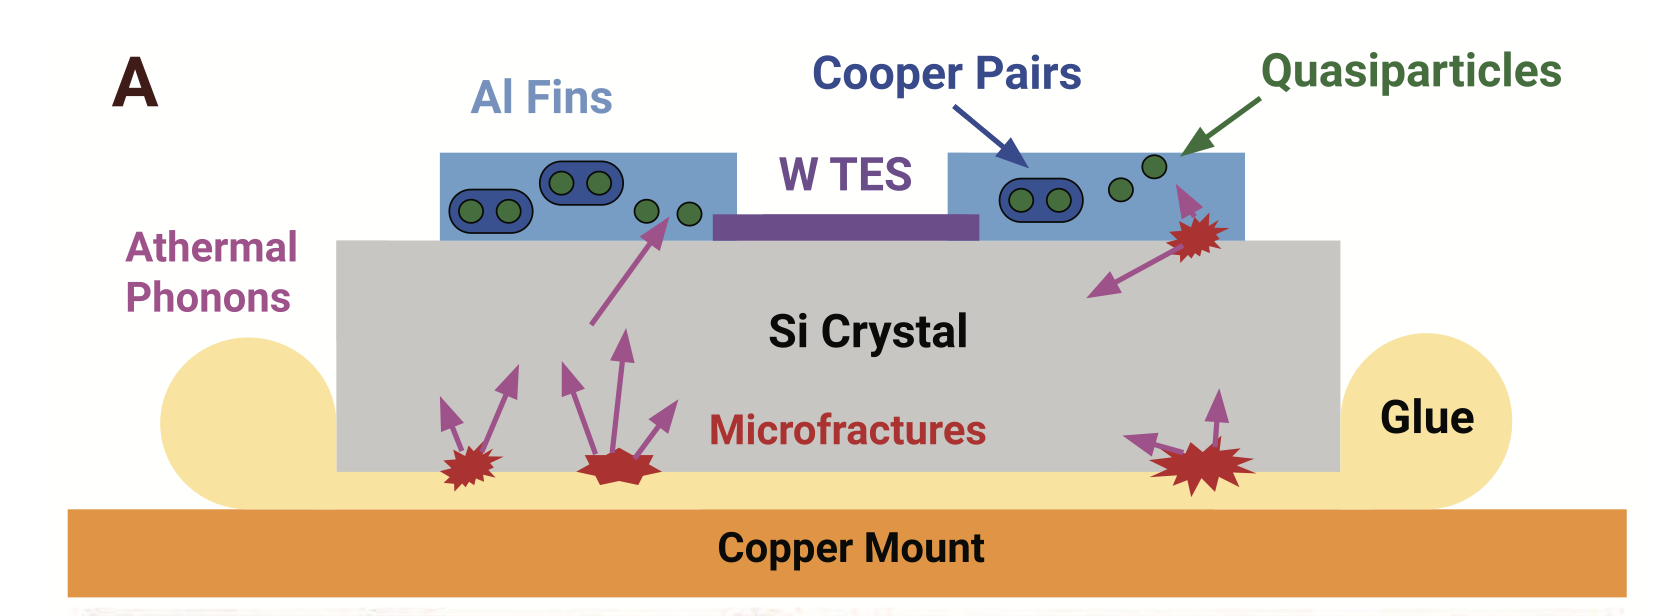 A
Al Fins
Cooper Pairs
Quasiparticles
W TES
Athermal
Phonons
Si Crystal
Microfractures
Glue
Copper Mount